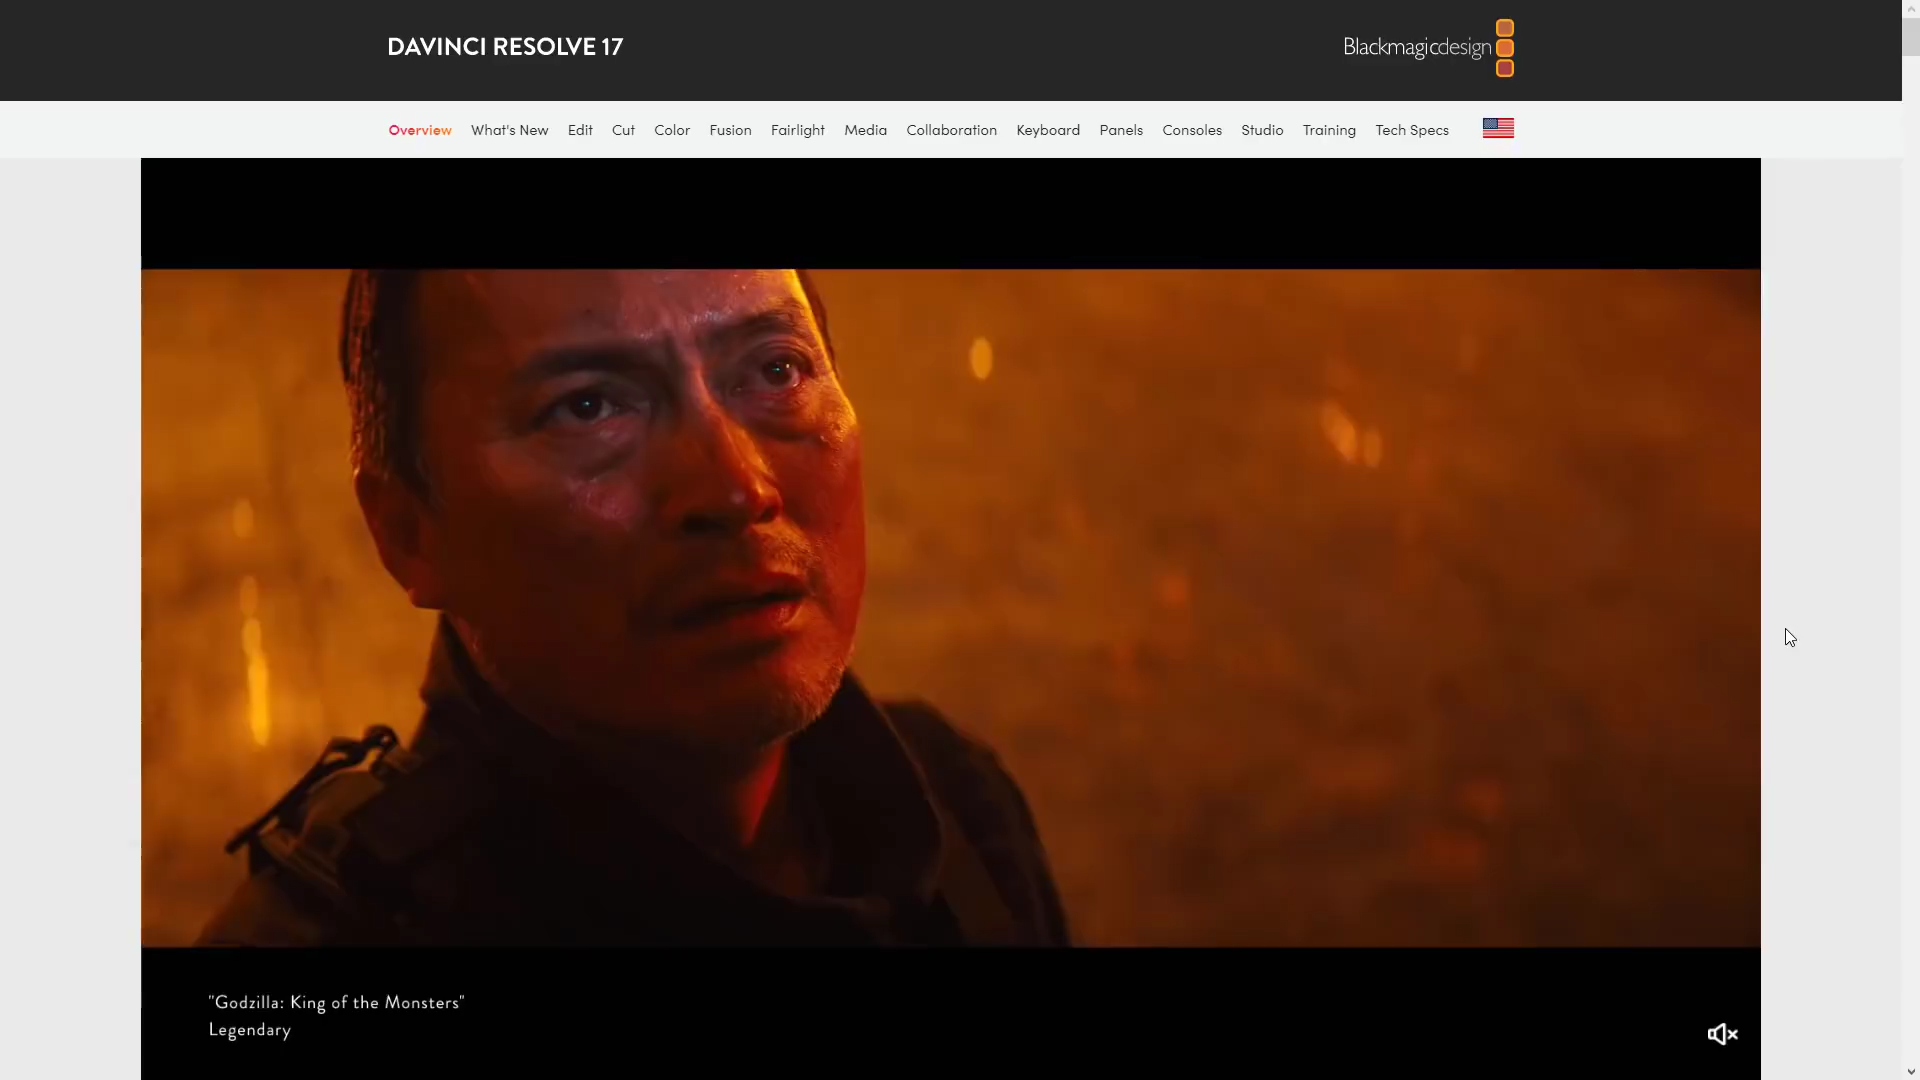 DAVINCI RESOLVE 17
Blackmagicdesign
Overview What's New Edit Cut Color Fusion Fairlight Media Collaboration Keyboard Panels Consoles Studio Training Tech Specs
"Godzilla: King of the Monsters"
Legendary